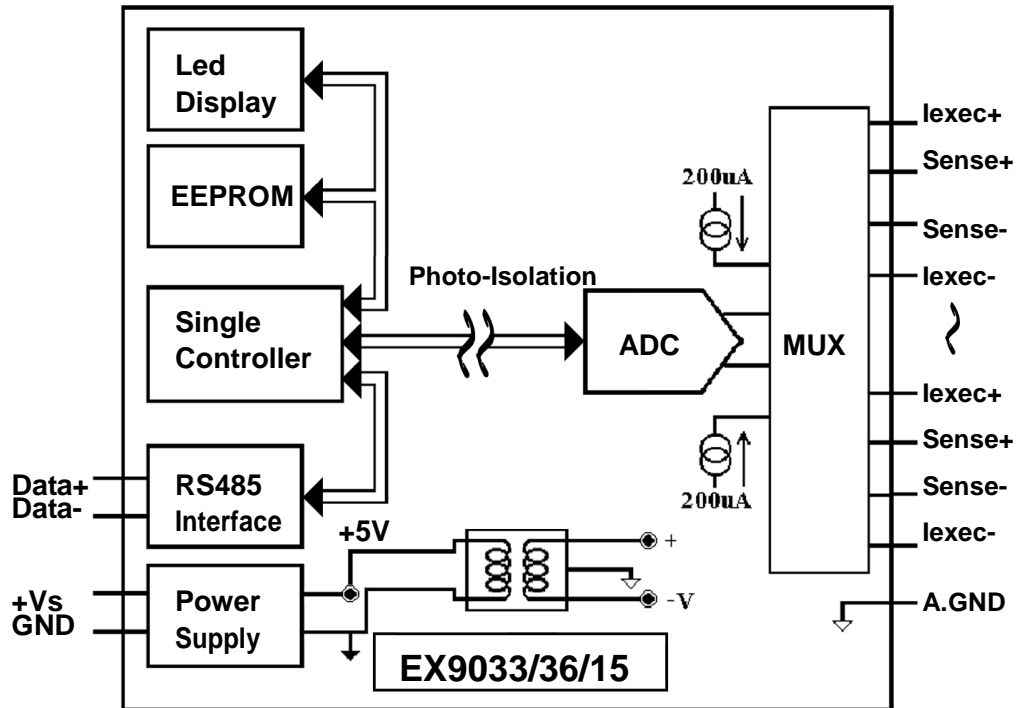 Led
Display
EEPROM
Single
Controller
RS485
Interface
Power
Supply
Data+
Data-
+Vs
GND
+5V
Photo-Isolation
ADC
200uA
200uA
MUX
Iexec+
Sense+
Sense-
Iexec-
Iexec+
Sense+
Sense-
Iexec-
A.GND
+
-V
EX9033/36/15